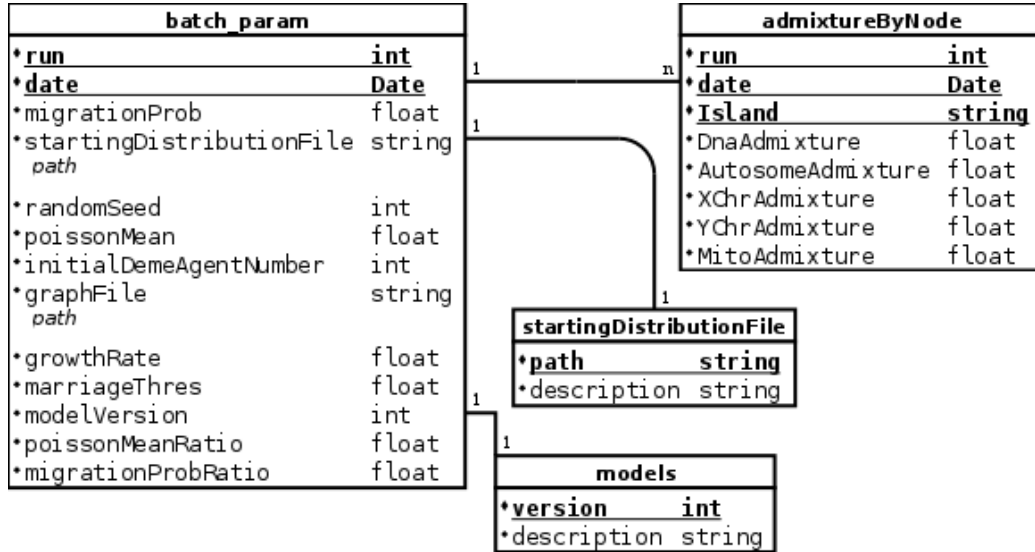 batch_param
run int
date Date
migrationProb float
startingDistributionFile string
path
randomSeed int
poissonMean float
initialDemeAgentNumber int
graphFile string
path
growthRate float
marriageThres float
modelVersion int
poissonMeanRatio float
migrationProbRatio float
1 n
1
1
1
1
admixtureByNode
run int
date Date
Island string
DnaAdmixture float
AutosomeAdmixture float
XChrAdmixture float
YChrAdmixture float
MitoAdmixture float
startingDistributionFile
path string
description string
models
version int
description string